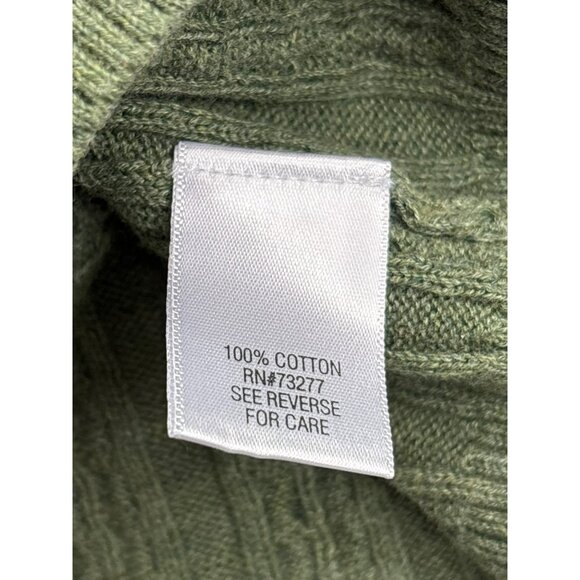 100% COTTON
RN#73277
SEE REVERSE
FOR CARE